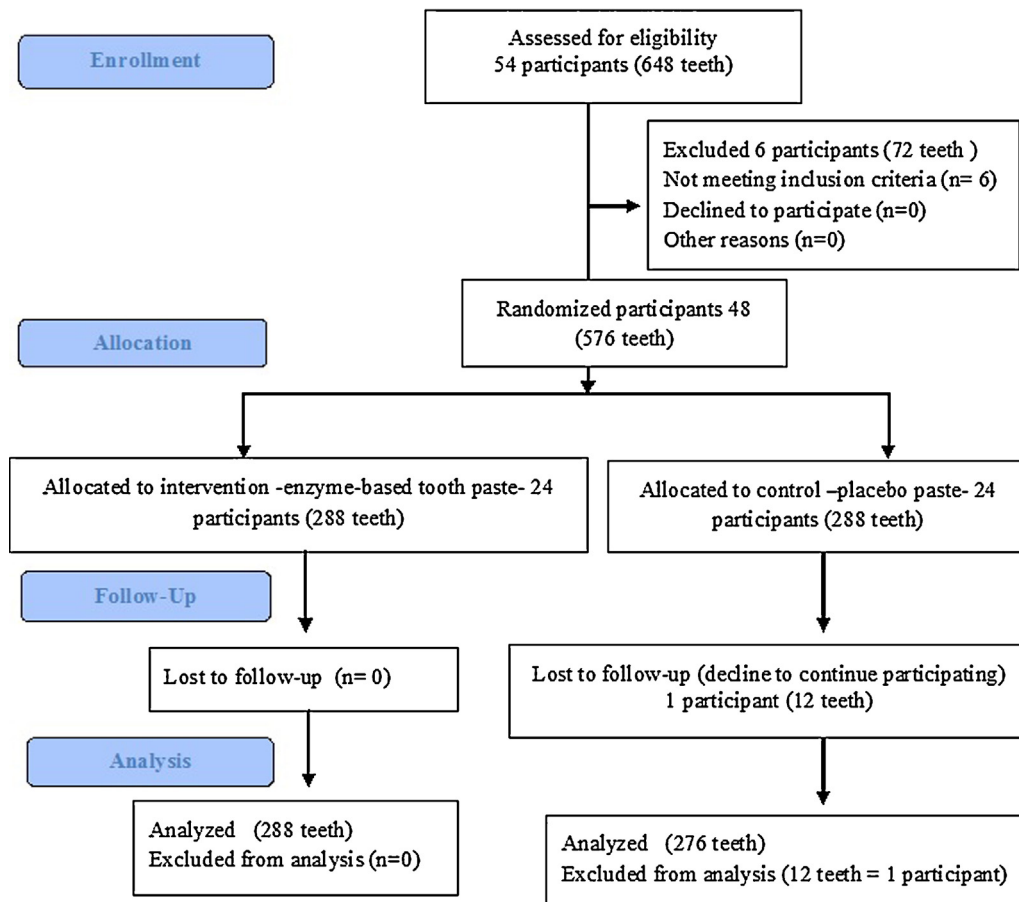 Enrollment
Assessed for eligibility
54 participants (648 teeth)
Excluded 6 participants (72 teeth )
Not meeting inclusion criteria (n= 6)
Declined to participate (n=0)
Other reasons (n=0)
Randomized participants 48
(576 teeth)
Allocation
Allocated to intervention -enzyme-based tooth paste- 24
participants (288 teeth)
Allocated to control –placebo paste- 24
participants (288 teeth)
Follow-Up
Lost to follow-up (n= 0)
Lost to follow-up (decline to continue participating)
1 participant (12 teeth)
Analysis
Analyzed (288 teeth)
Excluded from analysis (n=0)
Analyzed (276 teeth)
Excluded from analysis (12 teeth = 1 participant)